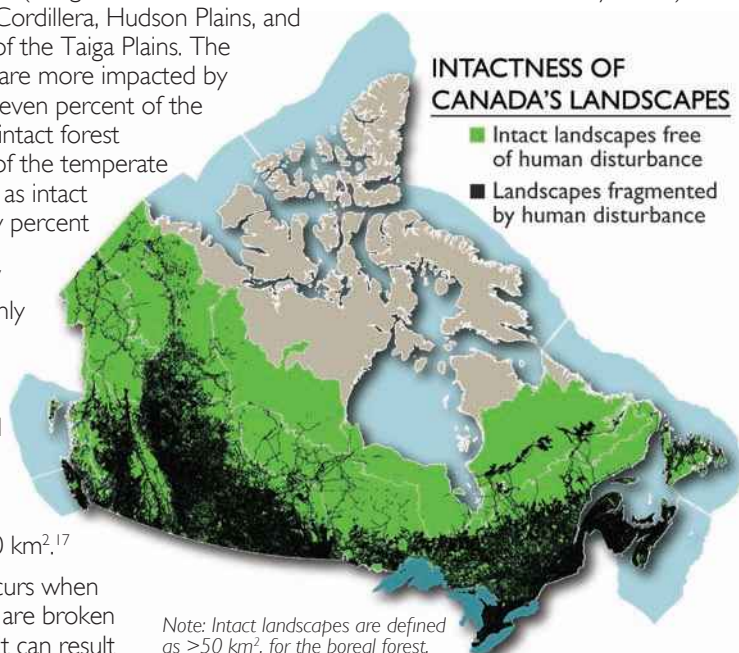 Cordillera, Hudson Plains, and
of the Taiga Plains. The
are more impacted by
even percent of the
intact forest
of the temperate
as intact
percent
nly
0 km².¹⁷
curs when
are broken
t can result
INTACTNESS OF
CANADA'S LANDSCAPES
Intact landscapes free
of human disturbance
Landscapes fragmented
by human disturbance
Note: Intact landscapes are defined
as >50 km², for the boreal forest,